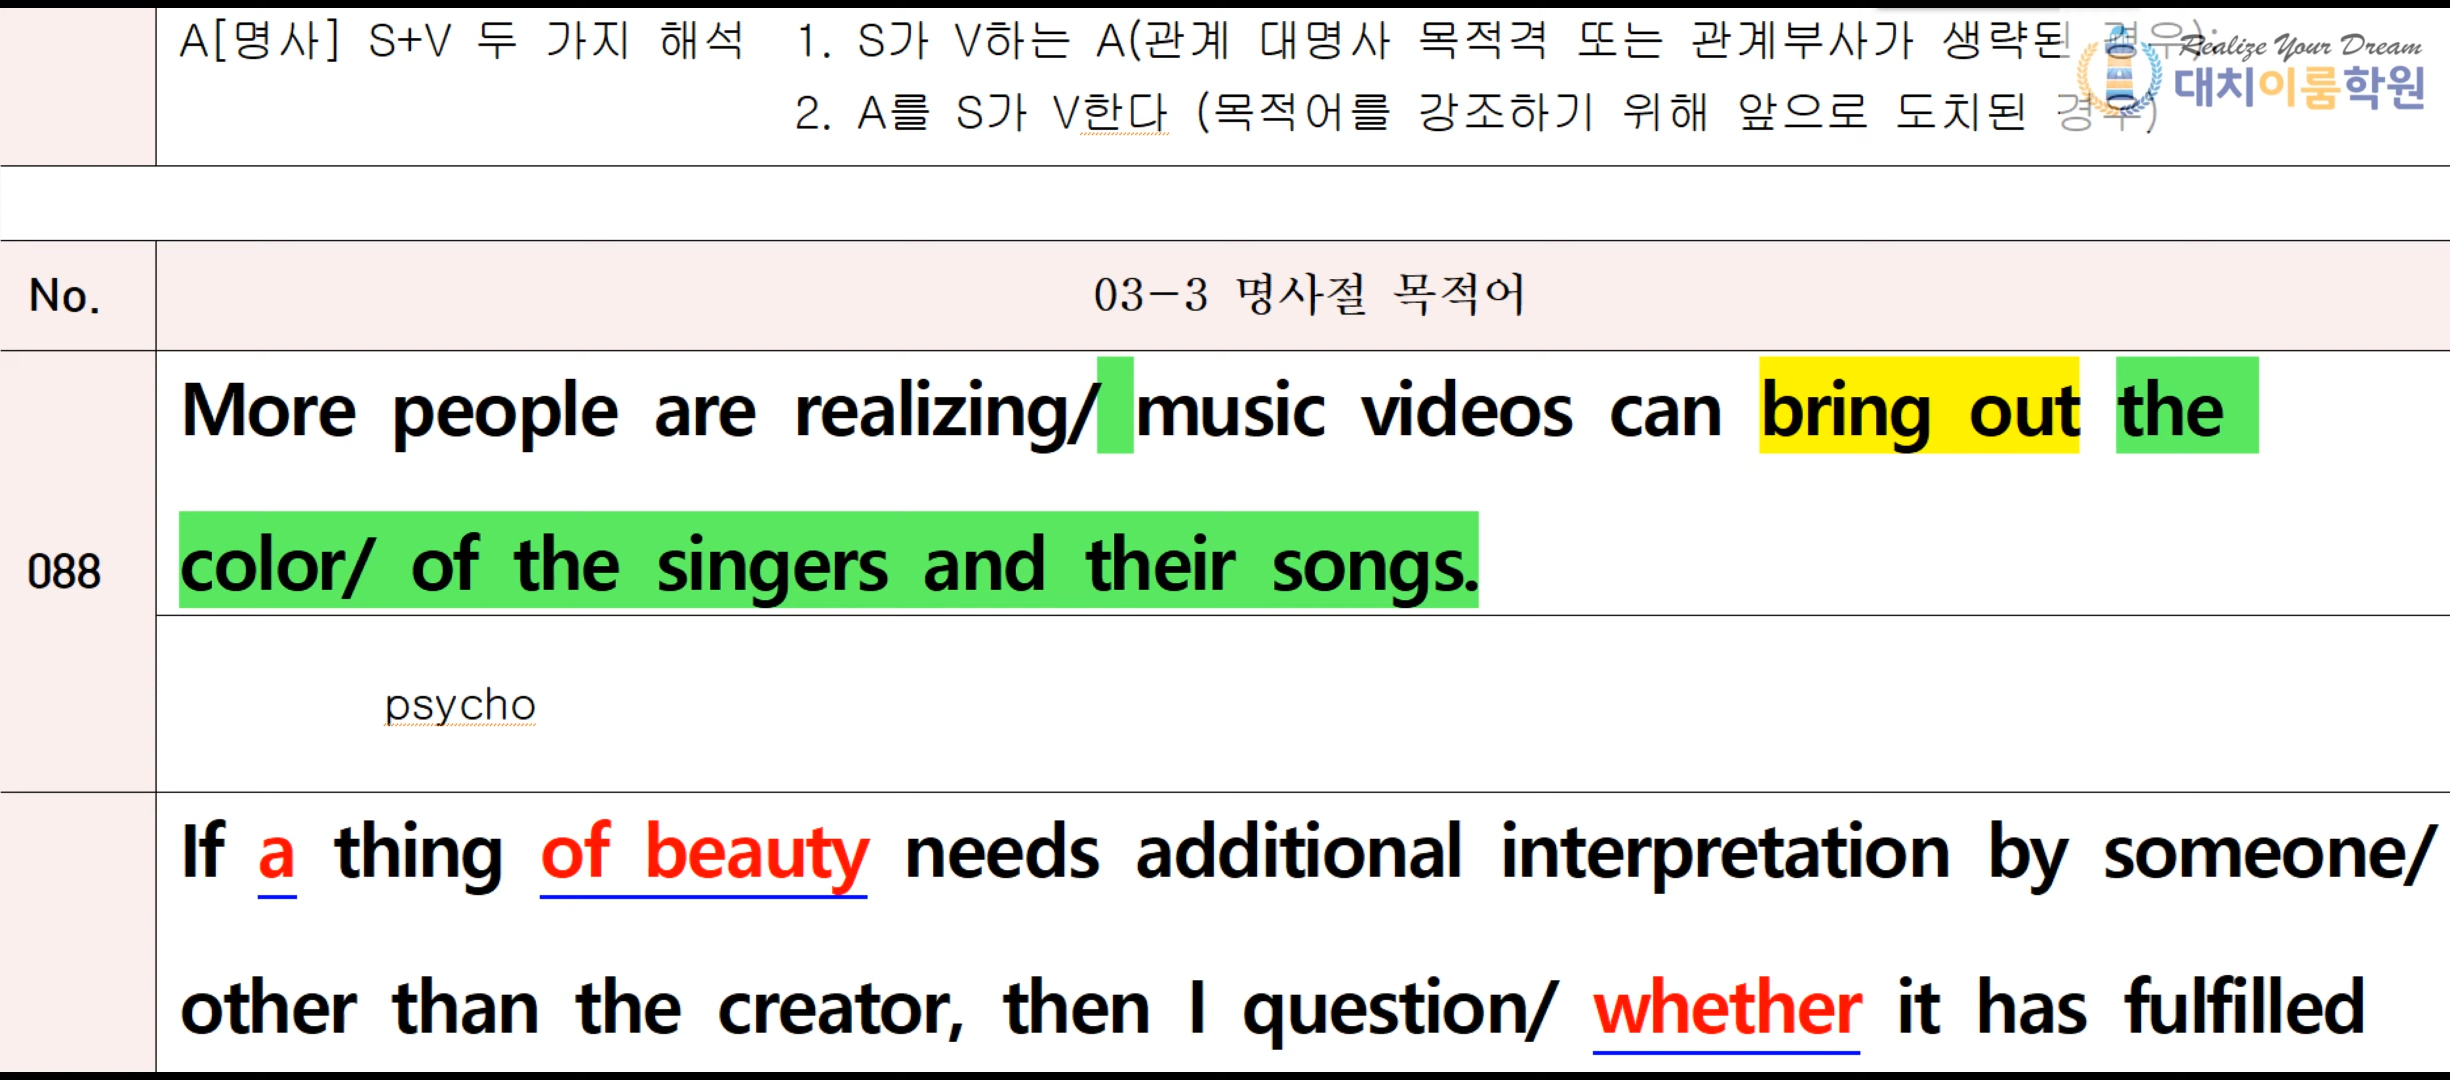 A[명사] S+V 두 가지 해석 1. S가 V하는 A(관계 대명사 목적격 또는 관계부사가 생략된 경우)
Realize Your Dream
대치이룸학원
2. A를 S가 V한다 (목적어를 강조하기 위해 앞으로 도치된 경우)
No. 03-3 명사절 목적어
More people are realizing/ music videos can bring out the
color/ of the singers and their songs.
088
psycho
If a thing of beauty needs additional interpretation by someone/
other than the creator, then I question/ whether it has fulfilled